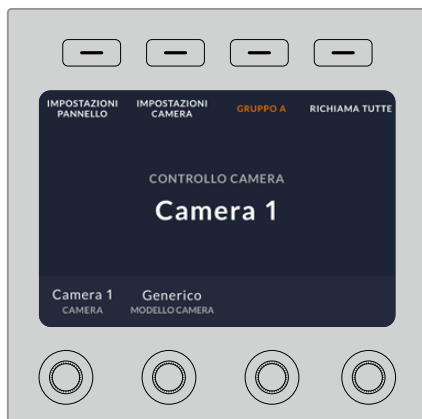 IMPOSTAZIONI PANNELLO
IMPOSTAZIONI CAMERA
GRUPPO A
RICHIAMA TUTTE
CONTROLLO CAMERA
Camera 1
Camera 1
CAMERA
Generico
MODELLO CAMERA